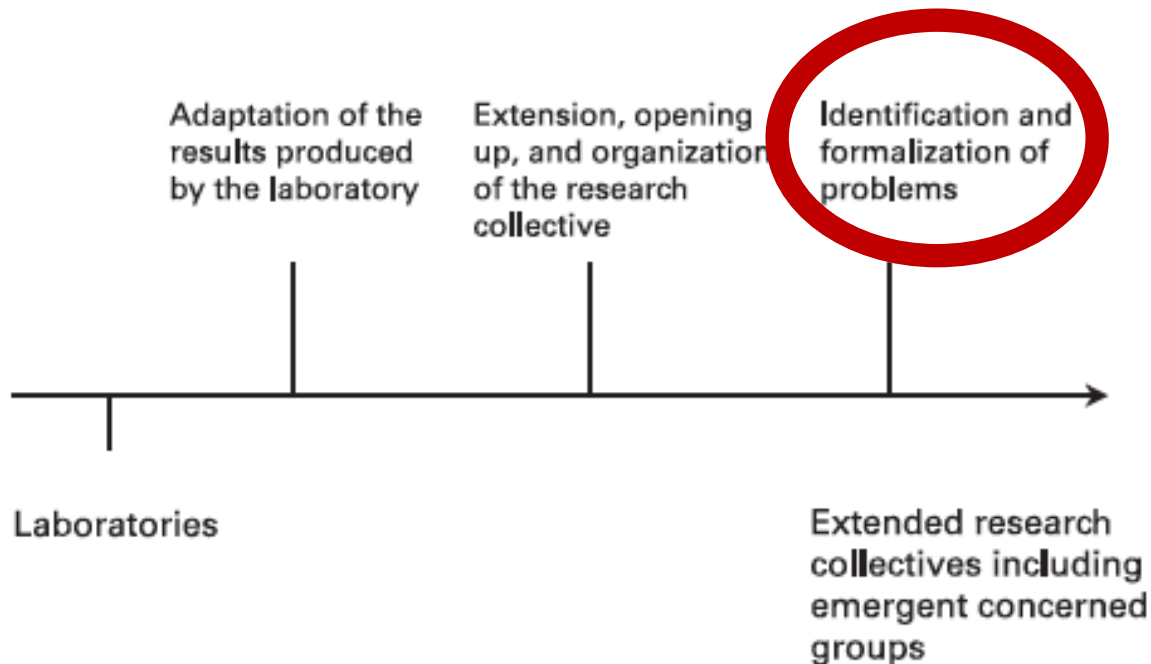 Adaptation of the
results produced
by the laboratory
Extension, opening
up, and organization
of the research
collective
Identification and
formalization of
problems
Laboratories
Extended research
collectives including
emergent concerned
groups